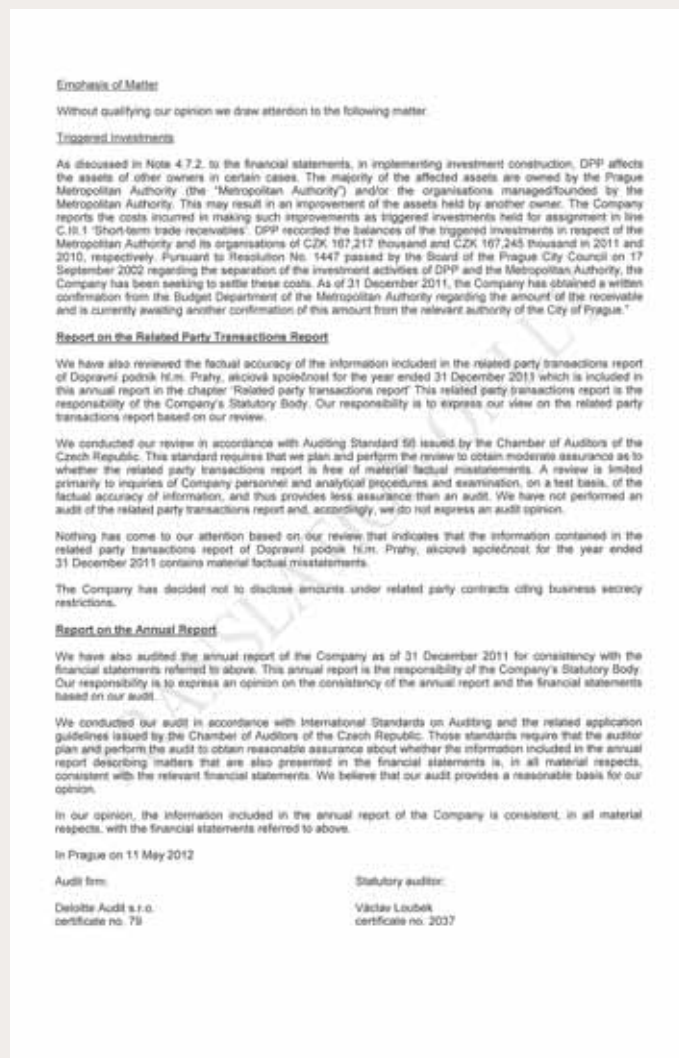 Emphasis of Matter
Without qualifying our opinion we draw attention to the following matter.
Triggered Investments
As discussed in Note 4.7.2. to the financial statements, in implementing investment construction, DPP affects
the assets of other owners in certain cases. The majority of the affected assets are owned by the Prague
Metropolitan Authority (the "Metropolitan Authority") and/or the organisations managed/founded by the
Metropolitan Authority. This may result in an improvement of the assets held by another owner. The Company
reports the costs incurred in making such improvements as triggered investments held for assignment in line
C.III.1 'Short-term trade receivables'. DPP recorded the balances of the triggered investments in respect of the
Metropolitan Authority and its organisations of CZK 167,217 thousand and CZK 167,245 thousand in 2011 and
2010, respectively. Pursuant to Resolution No. 1447 passed by the Board of the Prague City Council on 17
September 2002 regarding the separation of the investment activities of DPP and the Metropolitan Authority, the
Company has been seeking to settle these costs. As of 31 December 2011, the Company has obtained a written
confirmation from the Budget Department of the Metropolitan Authority regarding the amount of the receivable
and is currently awaiting another confirmation of this amount from the relevant authority of the City of Prague."
Report on the Related Party Transactions Report
We have also reviewed the factual accuracy of the information included in the related party transactions report
of Dopravní podnik hl.m. Prahy, akciová společnost for the year ended 31 December 2011 which is included in
this annual report in the chapter 'Related party transactions report' This related party transactions report is the
responsibility of the Company's Statutory Body. Our responsibility is to express our view on the related party
transactions report based on our review.
We conducted our review in accordance with Auditing Standard 56 issued by the Chamber of Auditors of the
Czech Republic. This standard requires that we plan and perform the review to obtain moderate assurance as to
whether the related party transactions report is free of material factual misstatements. A review is limited
primarily to inquiries of Company personnel and analytical procedures and examination, on a test basis, of the
factual accuracy of information, and thus provides less assurance than an audit. We have not performed an
audit of the related party transactions report and, accordingly, we do not express an audit opinion.
Nothing has come to our attention based on our review that indicates that the information contained in the
related party transactions report of Dopravní podnik hl.m. Prahy, akciová společnost for the year ended
31 December 2011 contains material factual misstatements.
The Company has decided not to disclose amounts under related party contracts citing business secrecy
restrictions.
Report on the Annual Report
We have also audited the annual report of the Company as of 31 December 2011 for consistency with the
financial statements referred to above. This annual report is the responsibility of the Company's Statutory Body.
Our responsibility is to express an opinion on the consistency of the annual report and the financial statements
based on our audit.
We conducted our audit in accordance with International Standards on Auditing and the related application
guidelines issued by the Chamber of Auditors of the Czech Republic. Those standards require that the auditor
plan and perform the audit to obtain reasonable assurance about whether the information included in the annual
report describing matters that are also presented in the financial statements is, in all material respects,
consistent with the relevant financial statements. We believe that our audit provides a reasonable basis for our
opinion.
In our opinion, the information included in the annual report of the Company is consistent, in all material
respects, with the financial statements referred to above.
In Prague on 11 May 2012
Audit firm: Statutory auditor:
Deloitte Audit s.r.o. Václav Loubek
certificate no. 79 certificate no. 2037